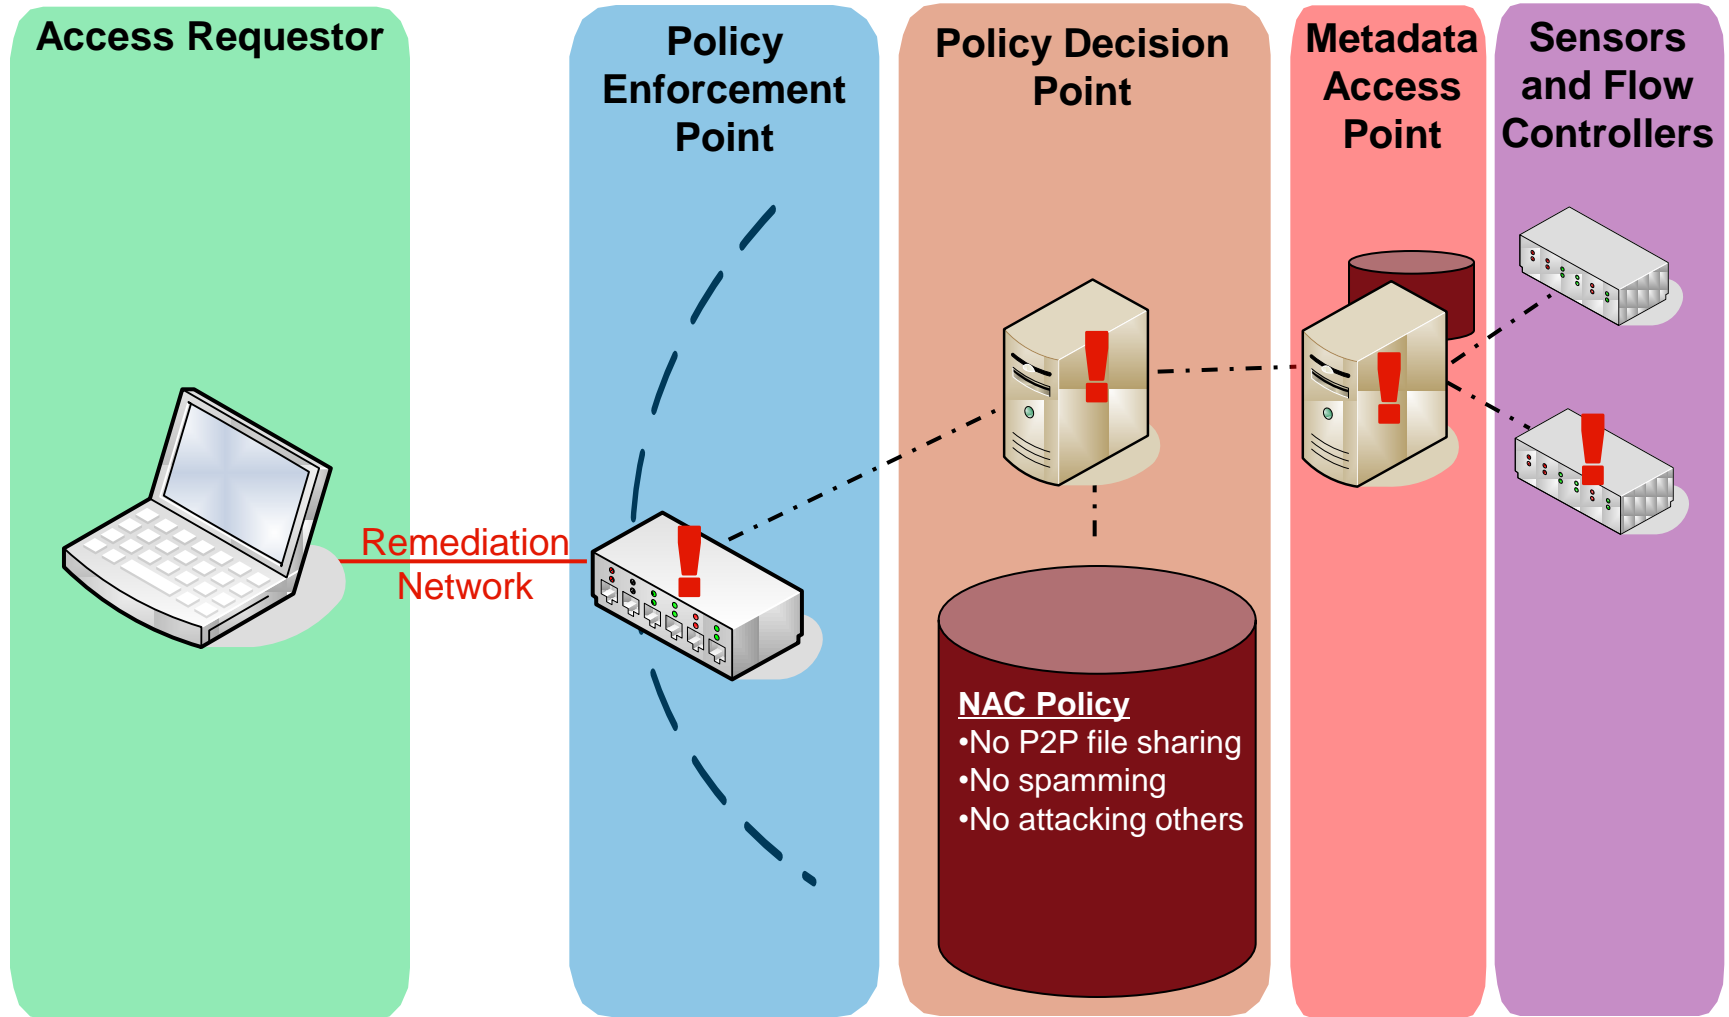 Access Requestor
Policy
Enforcement
Point
Policy Decision
Point
Metadata
Access
Point
Sensors
and Flow
Controllers
Remediation
Network
NAC Policy
•No P2P file sharing
•No spamming
•No attacking others